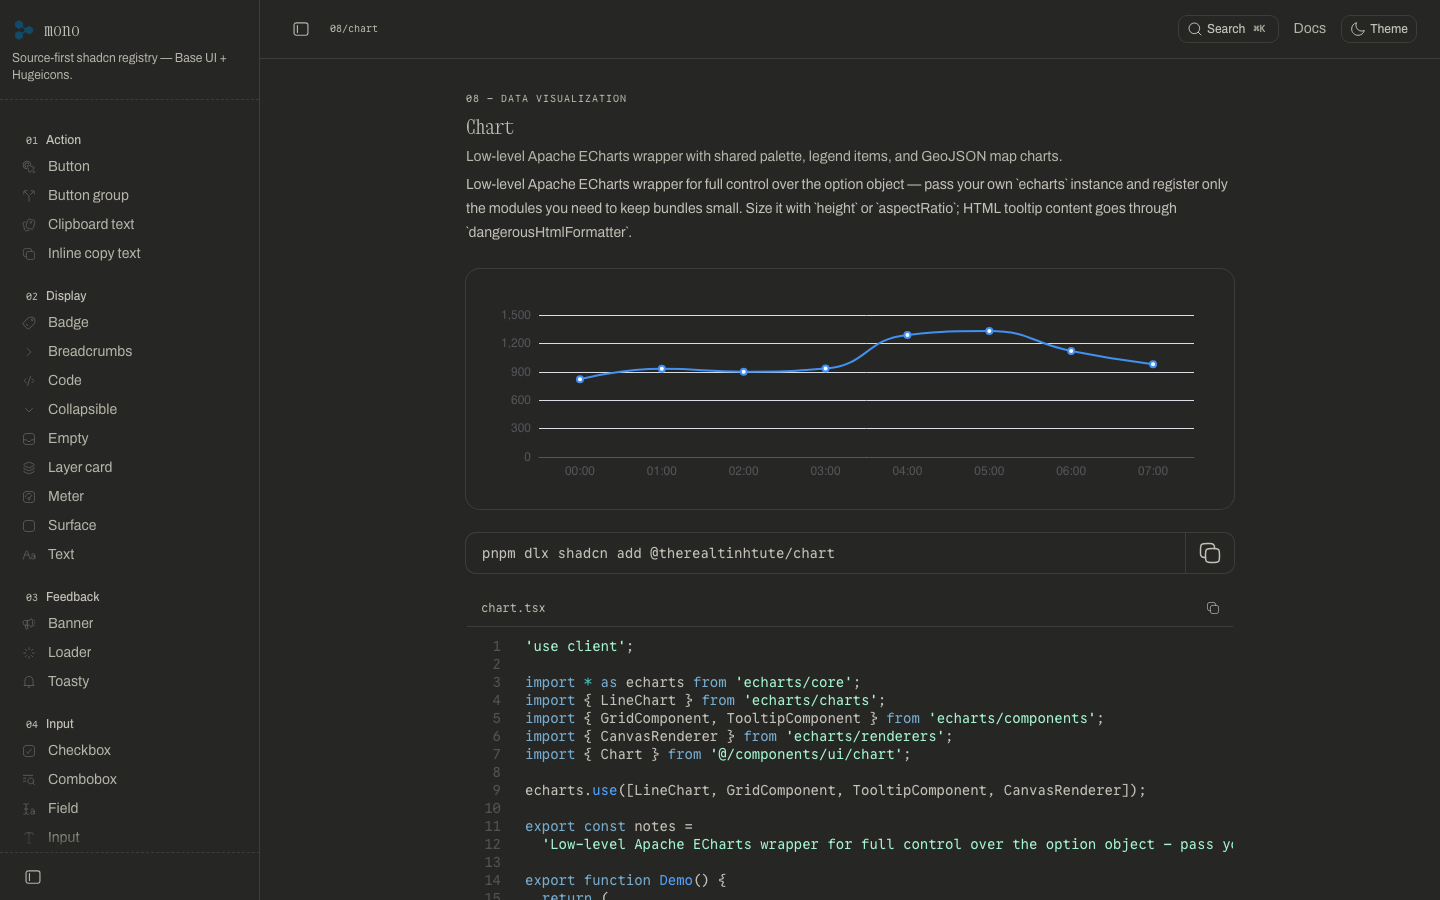 mono
Source-first shadcn registry — Base UI +
Hugeicons.
01 Action
Button
Button group
Clipboard text
Inline copy text
02 Display
Badge
Breadcrumbs
Code
Collapsible
Empty
Layer card
Meter
Surface
Text
03 Feedback
Banner
Loader
Toasty
04 Input
Checkbox
Combobox
Field
Input
08/chart
Search ⌘K
Docs
Theme
08 — DATA VISUALIZATION
Chart
Low-level Apache ECharts wrapper with shared palette, legend items, and GeoJSON map charts.
Low-level Apache ECharts wrapper for full control over the option object — pass your own `echarts` instance and register only
the modules you need to keep bundles small. Size it with `height` or `aspectRatio`; HTML tooltip content goes through
`dangerousHtmlFormatter`.
1,500
1,200
900
600
300
0
00:00 01:00 02:00 03:00 04:00 05:00 06:00 07:00
pnpm dlx shadcn add @therealtinhtute/chart
chart.tsx
1 'use client';
2
3 import * as echarts from 'echarts/core';
4 import { LineChart } from 'echarts/charts';
5 import { GridComponent, TooltipComponent } from 'echarts/components';
6 import { CanvasRenderer } from 'echarts/renderers';
7 import { Chart } from '@/components/ui/chart';
8
9 echarts.use([LineChart, GridComponent, TooltipComponent, CanvasRenderer]);
10
11 export const notes =
12 'Low-level Apache ECharts wrapper for full control over the option object — pass yo
13
14 export function Demo() {
15 return (